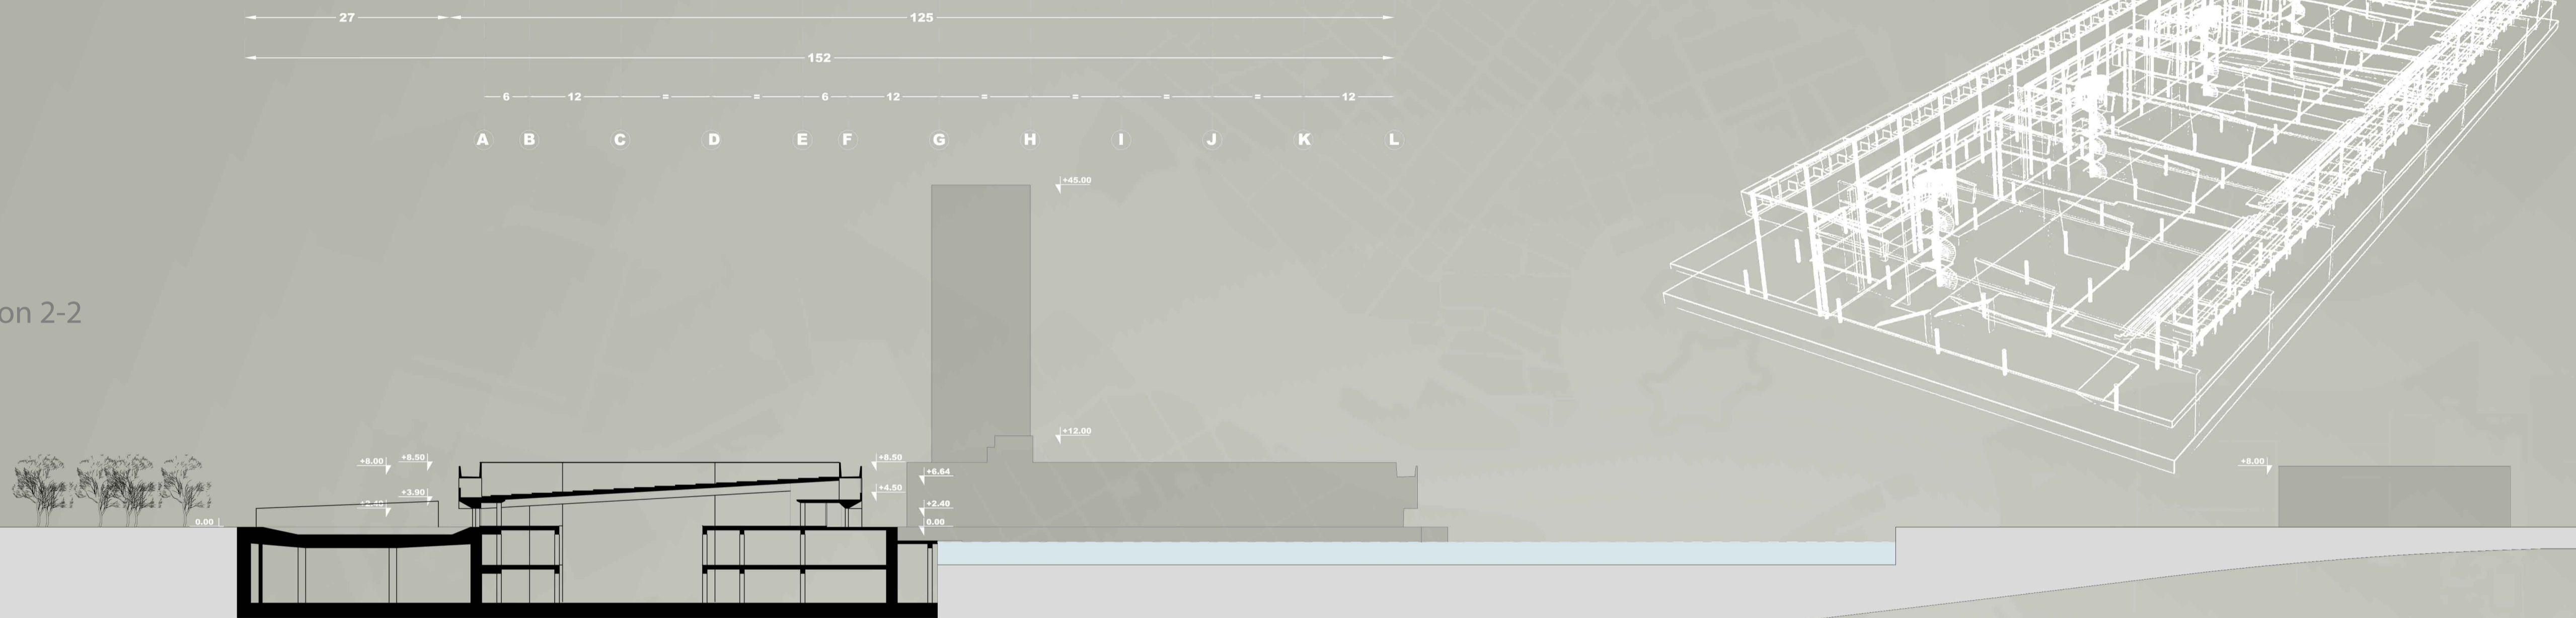 27 125
152
6 12 = = 6 12 = = = = 12
A B C D E F G H I J K L
+45.00
on 2-2
+12.00
+8.00 +8.50 +8.50 +6.64 +8.00
+3.90 +4.50
+2.40 +2.40
0.00 0.00